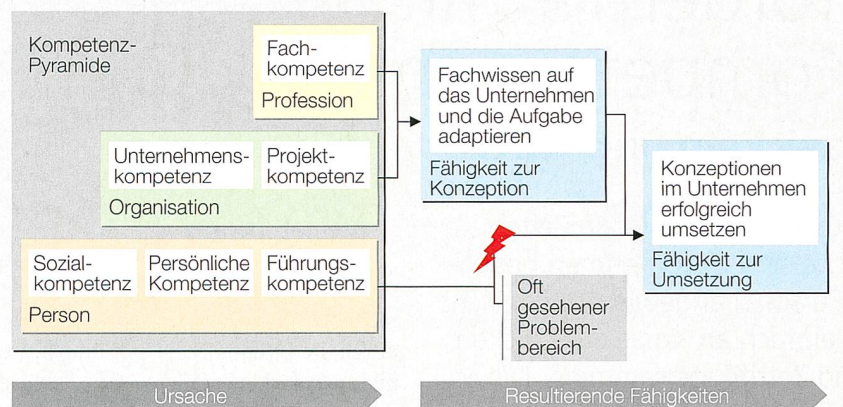 Kompetenz-
Pyramide
Fach-
kompetenz
Profession
Unternehmens-
kompetenz
Projekt-
kompetenz
Organisation
Sozial-
kompetenz
Persönliche
Kompetenz
Führungs-
kompetenz
Person
Fachwissen auf
das Unternehmen
und die Aufgabe
adaptieren
Fähigkeit zur
Konzeption
Konzeptionen
im Unternehmen
erfolgreich
umsetzen
Fähigkeit zur
Umsetzung
Oft
gesehener
Problem-
bereich
Ursache
Resultierende Fähigkeiten